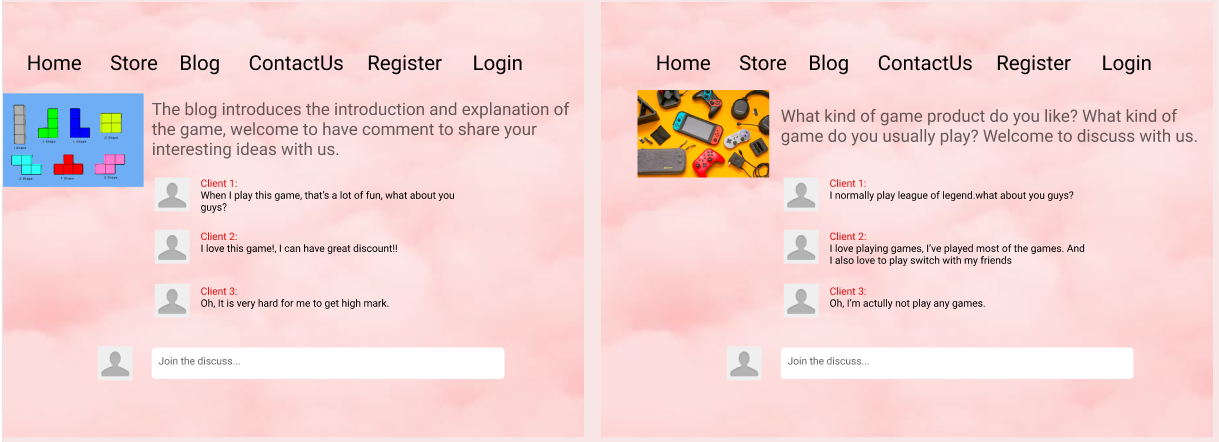 Home Store Blog ContactUs Register Login
The blog introduces the introduction and explanation of
the game, welcome to have comment to share your
interesting ideas with us.
Client 1:
When I play this game, that's a lot of fun, what about you
guys?
Client 2:
I love this game!, I can have great discount!!
Client 3:
Oh, It is very hard for me to get high mark.
Join the discuss...
Home Store Blog ContactUs Register Login
What kind of game product do you like? What kind of
game do you usually play? Welcome to discuss with us.
Client 1:
I normally play league of legend.what about you guys?
Client 2:
I love playing games, I've played most of the games. And
I also love to play switch with my friends
Client 3:
Oh, I'm actully not play any games.
Join the discuss...